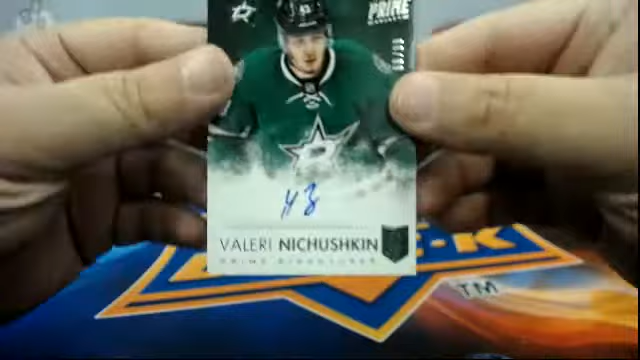 PRIME
VALERI NICHUSHKIN
PRIME SIGNATURES
E-K
TM